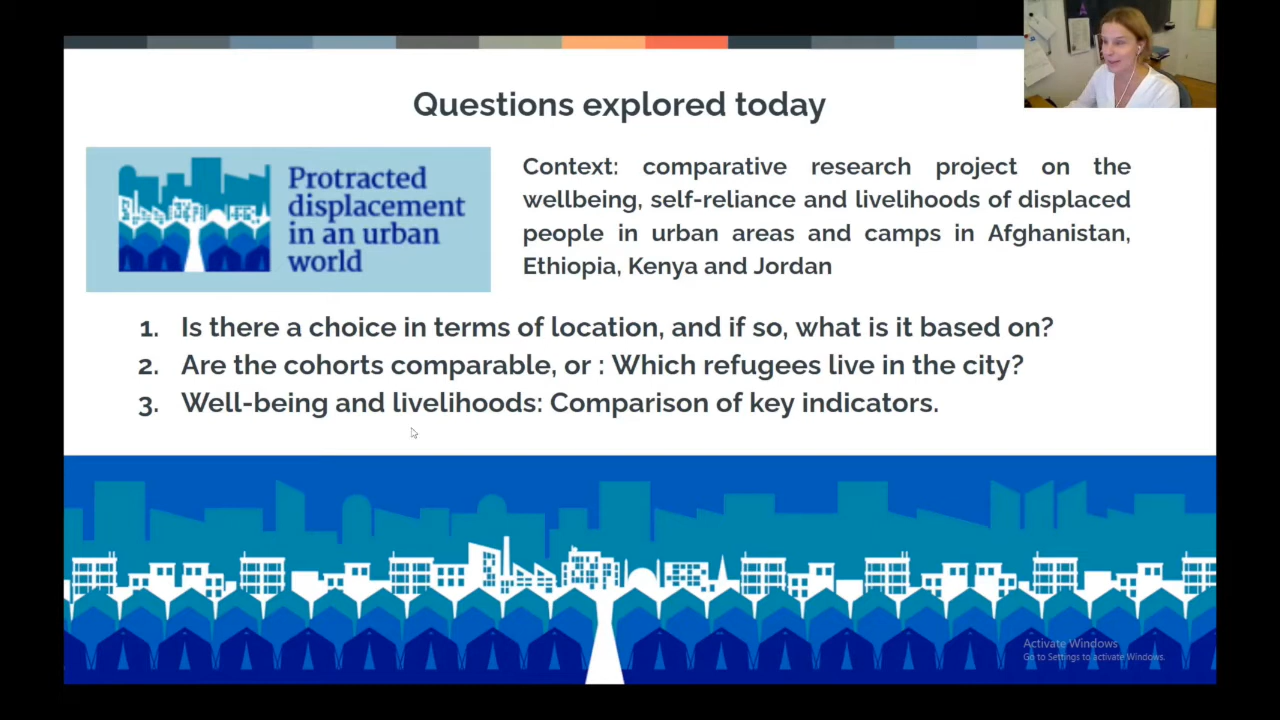 Questions explored today
Protracted
displacement
in an urban
world
Context: comparative research project on the
wellbeing, self-reliance and livelihoods of displaced
people in urban areas and camps in Afghanistan,
Ethiopia, Kenya and Jordan
1. Is there a choice in terms of location, and if so, what is it based on?
2. Are the cohorts comparable, or : Which refugees live in the city?
3. Well-being and livelihoods: Comparison of key indicators.
Activate Windows
Go to Settings to activate Windows.